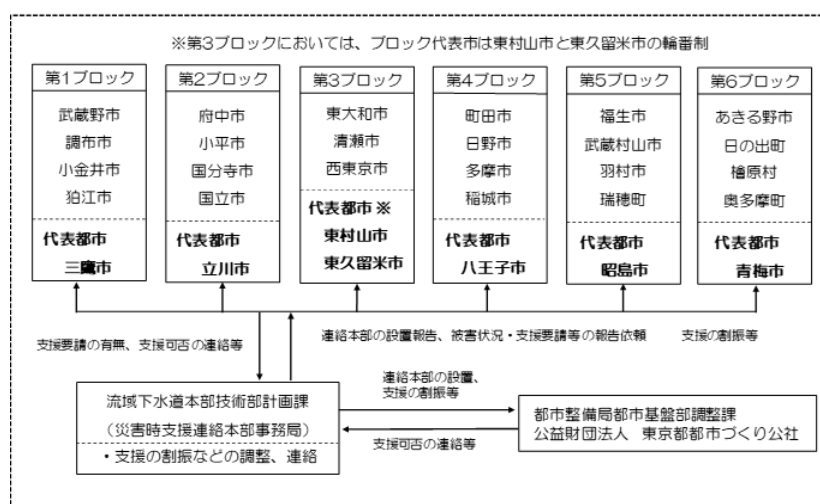 ※第3ブロックにおいては、ブロック代表市は東村山市と東久留米市の輪番制
第1ブロック
武蔵野市
調布市
小金井市
狛江市
代表都市
三鷹市
第2ブロック
府中市
小平市
国分寺市
国立市
代表都市
立川市
第3ブロック
東大和市
清瀬市
西東京市
代表都市※
東村山市
東久留米市
第4ブロック
町田市
日野市
多摩市
稲城市
代表都市
八王子市
第5ブロック
福生市
武蔵村山市
羽村市
瑞穂町
代表都市
昭島市
第6ブロック
あきる野市
日の出町
檜原村
奥多摩町
代表都市
青梅市
支援要請の有無、支援可否の連絡等
連絡本部の設置報告、被害状況・支援要請等の報告依頼
支援の割振等
流域下水道本部技術部計画課
（災害時支援連絡本部事務局）
・支援の割振などの調整、連絡
連絡本部の設置、
支援の割振等
支援可否の連絡等
都市整備局都市基盤部調整課
公益財団法人　東京都都市づくり公社